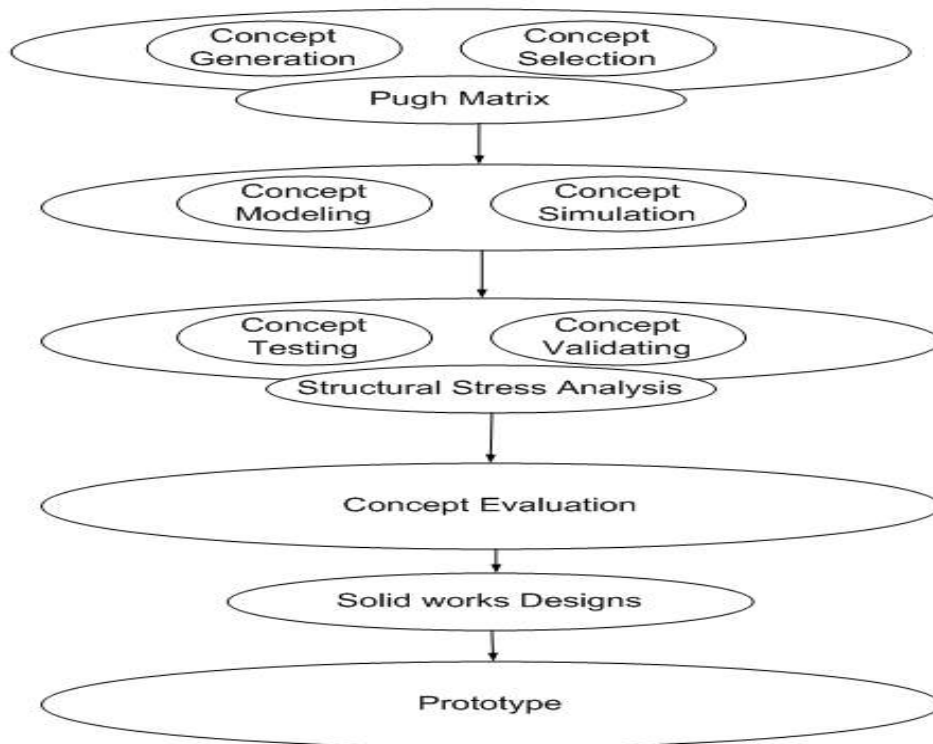 Concept
Generation
Concept
Selection
Pugh Matrix
Concept
Modeling
Concept
Simulation
Concept
Testing
Concept
Validating
Structural Stress Analysis
Concept Evaluation
Solid works Designs
Prototype